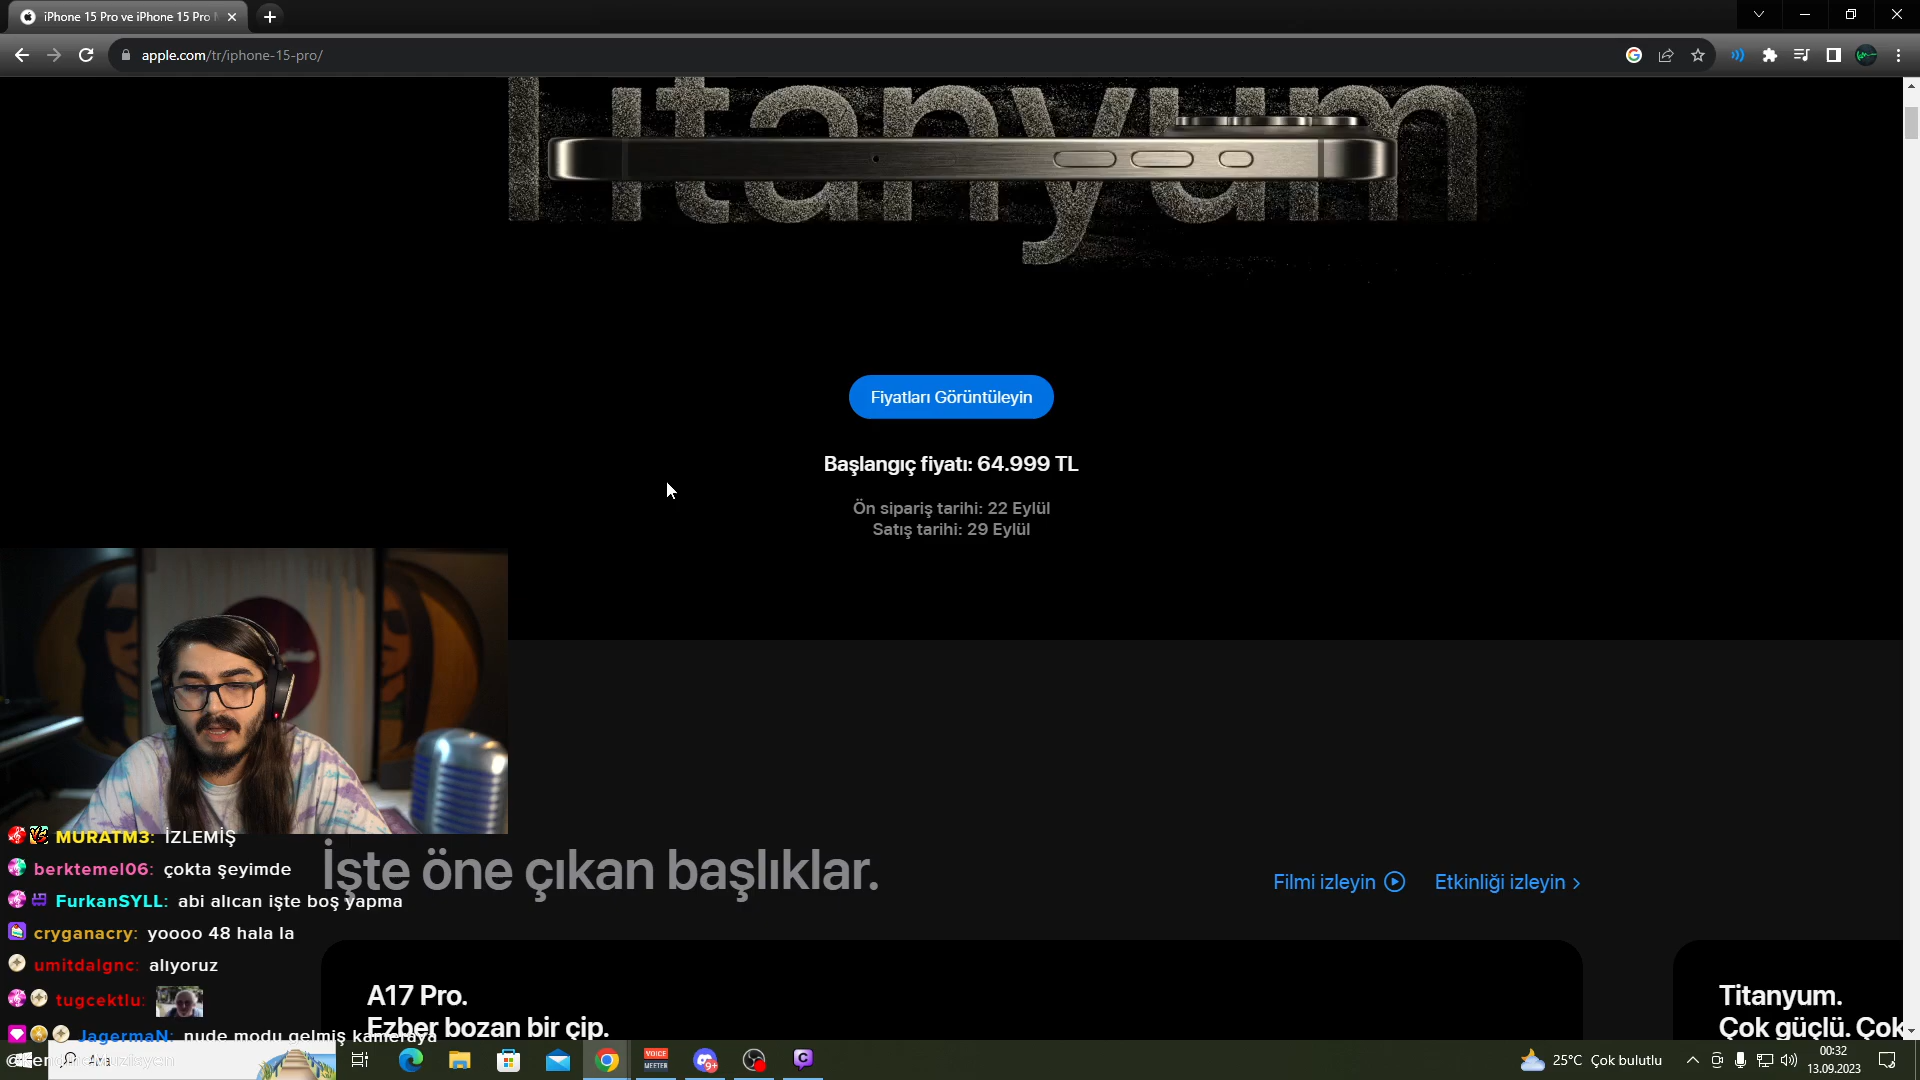 iPhone 15 Pro ve iPhone 15 Pro
apple.com/tr/iphone-15-pro/
Titanyum
Fiyatları Görüntüleyin
Başlangıç fiyatı: 64.999 TL
Ön sipariş tarihi: 22 Eylül
Satış tarihi: 29 Eylül
İşte öne çıkan başlıklar.
Filmi izleyin
Etkinliği izleyin >
A17 Pro.
Ezber bozan bir çip.
Titanyum.
Çok güçlü. Çok
MURATM3: İZLEMİŞ
berktemel06: çokta şeyimde
FurkanSYLL: abi alıcan işte boş yapma
cryganacry: yoooo 48 hala la
umitdalgnc: alıyoruz
tugcektlu:
JagermaN: nude modu gelmiş kameraya
Ara
VOICE
MEETER
9+
25°C Çok bulutlu
00:32
13.09.2023